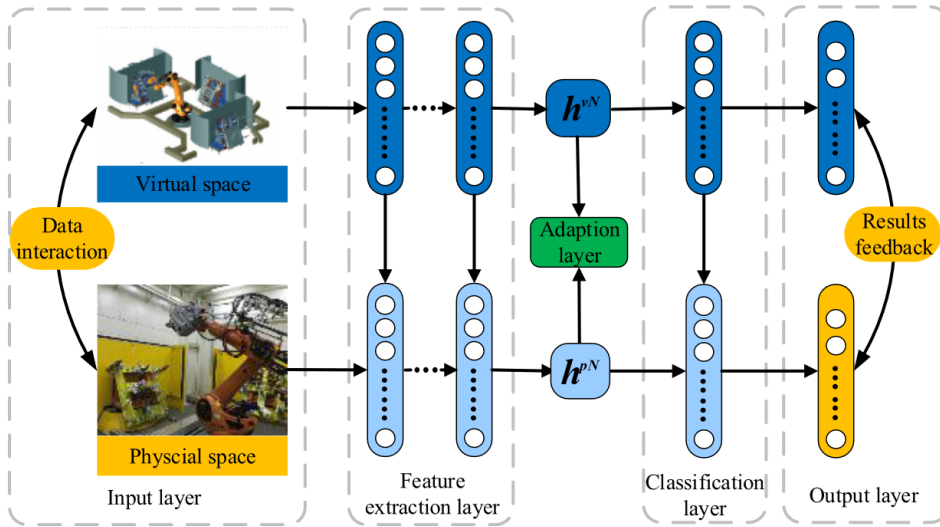 Virtual space
Data
interaction
Physcial space
Input layer
Feature
extraction layer
h^{vN}
Adaption
layer
h^{pN}
Classification
layer
Results
feedback
Output layer